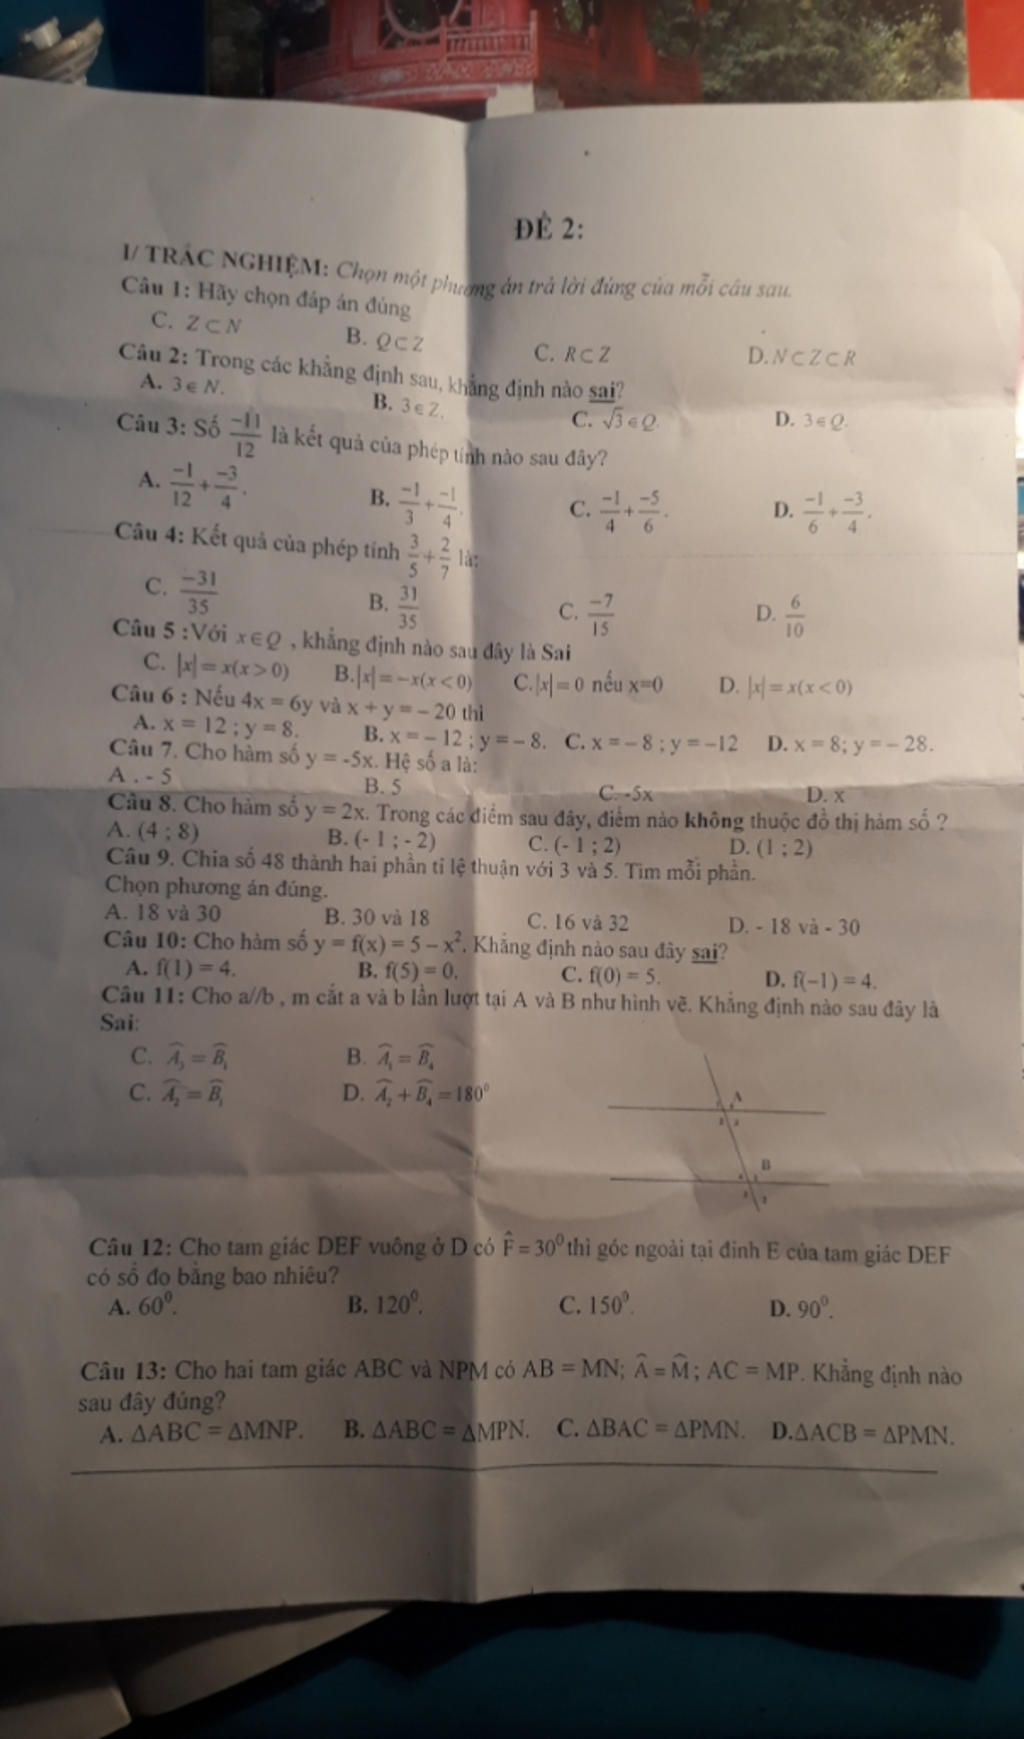 ĐỀ 2:
I/ TRẮC NGHIỆM: Chọn một phương án trả lời đúng của mỗi câu sau.
Câu 1: Hãy chọn đáp án đúng
C. Z ⊂ N B. Q ⊂ Z C. R ⊂ Z D. N ⊂ Z ⊂ R
Câu 2: Trong các khẳng định sau, khẳng định nào sai?
A. 3 ∈ N. B. 3 ∈ Z. C. √3 ∈ Q. D. 3 ∈ Q.
Câu 3: Số -11/12 là kết quả của phép tính nào sau đây?
A. -1/12 + -3/4. B. -1/3 + -1/4. C. -1/4 + -5/6. D. -1/6 + -3/4.
Câu 4: Kết quả của phép tính 3/5 + 2/7 là:
C. -31/35 B. 31/35 C. -7/15 D. 6/10
Câu 5 :Với x ∈ Q , khẳng định nào sau đây là Sai
C. |x| = x(x > 0) B.|x| = -x(x < 0) C.|x| = 0 nếu x=0 D. |x| = x(x < 0)
Câu 6 : Nếu 4x = 6y và x + y = – 20 thì
A. x = 12 ; y = 8. B. x = – 12 ; y = – 8. C. x = – 8 ; y = –12 D. x = 8; y = – 28.
Câu 7. Cho hàm số y = -5x. Hệ số a là:
A . - 5 B. 5 C. -5x D. x
Câu 8. Cho hàm số y = 2x. Trong các điểm sau đây, điểm nào không thuộc đồ thị hàm số ?
A. (4 ; 8) B. (- 1 ; - 2) C. (- 1 ; 2) D. (1 ; 2)
Câu 9. Chia số 48 thành hai phần tỉ lệ thuận với 3 và 5. Tìm mỗi phần.
Chọn phương án đúng.
A. 18 và 30 B. 30 và 18 C. 16 và 32 D. - 18 và - 30
Câu 10: Cho hàm số y = f(x) = 5 – x². Khẳng định nào sau đây sai?
A. f(1) = 4. B. f(5) = 0. C. f(0) = 5. D. f(–1) = 4.
Câu 11: Cho a//b , m cắt a và b lần lượt tại A và B như hình vẽ. Khẳng định nào sau đây là
Sai:
C. Â₃ = B̂₁ B. Â₁ = B̂₄
C. Â₂ = B̂₁ D. Â₂ + B̂₄ = 180⁰
A
B
Câu 12: Cho tam giác DEF vuông ở D có F̂ = 30⁰ thì góc ngoài tại đỉnh E của tam giác DEF
có số đo bằng bao nhiêu?
A. 60⁰. B. 120⁰. C. 150⁰. D. 90⁰.
Câu 13: Cho hai tam giác ABC và NPM có AB = MN; Â = M̂ ; AC = MP. Khẳng định nào
sau đây đúng?
A. ΔABC = ΔMNP. B. ΔABC = ΔMPN. C. ΔBAC = ΔPMN. D.ΔACB = ΔPMN.